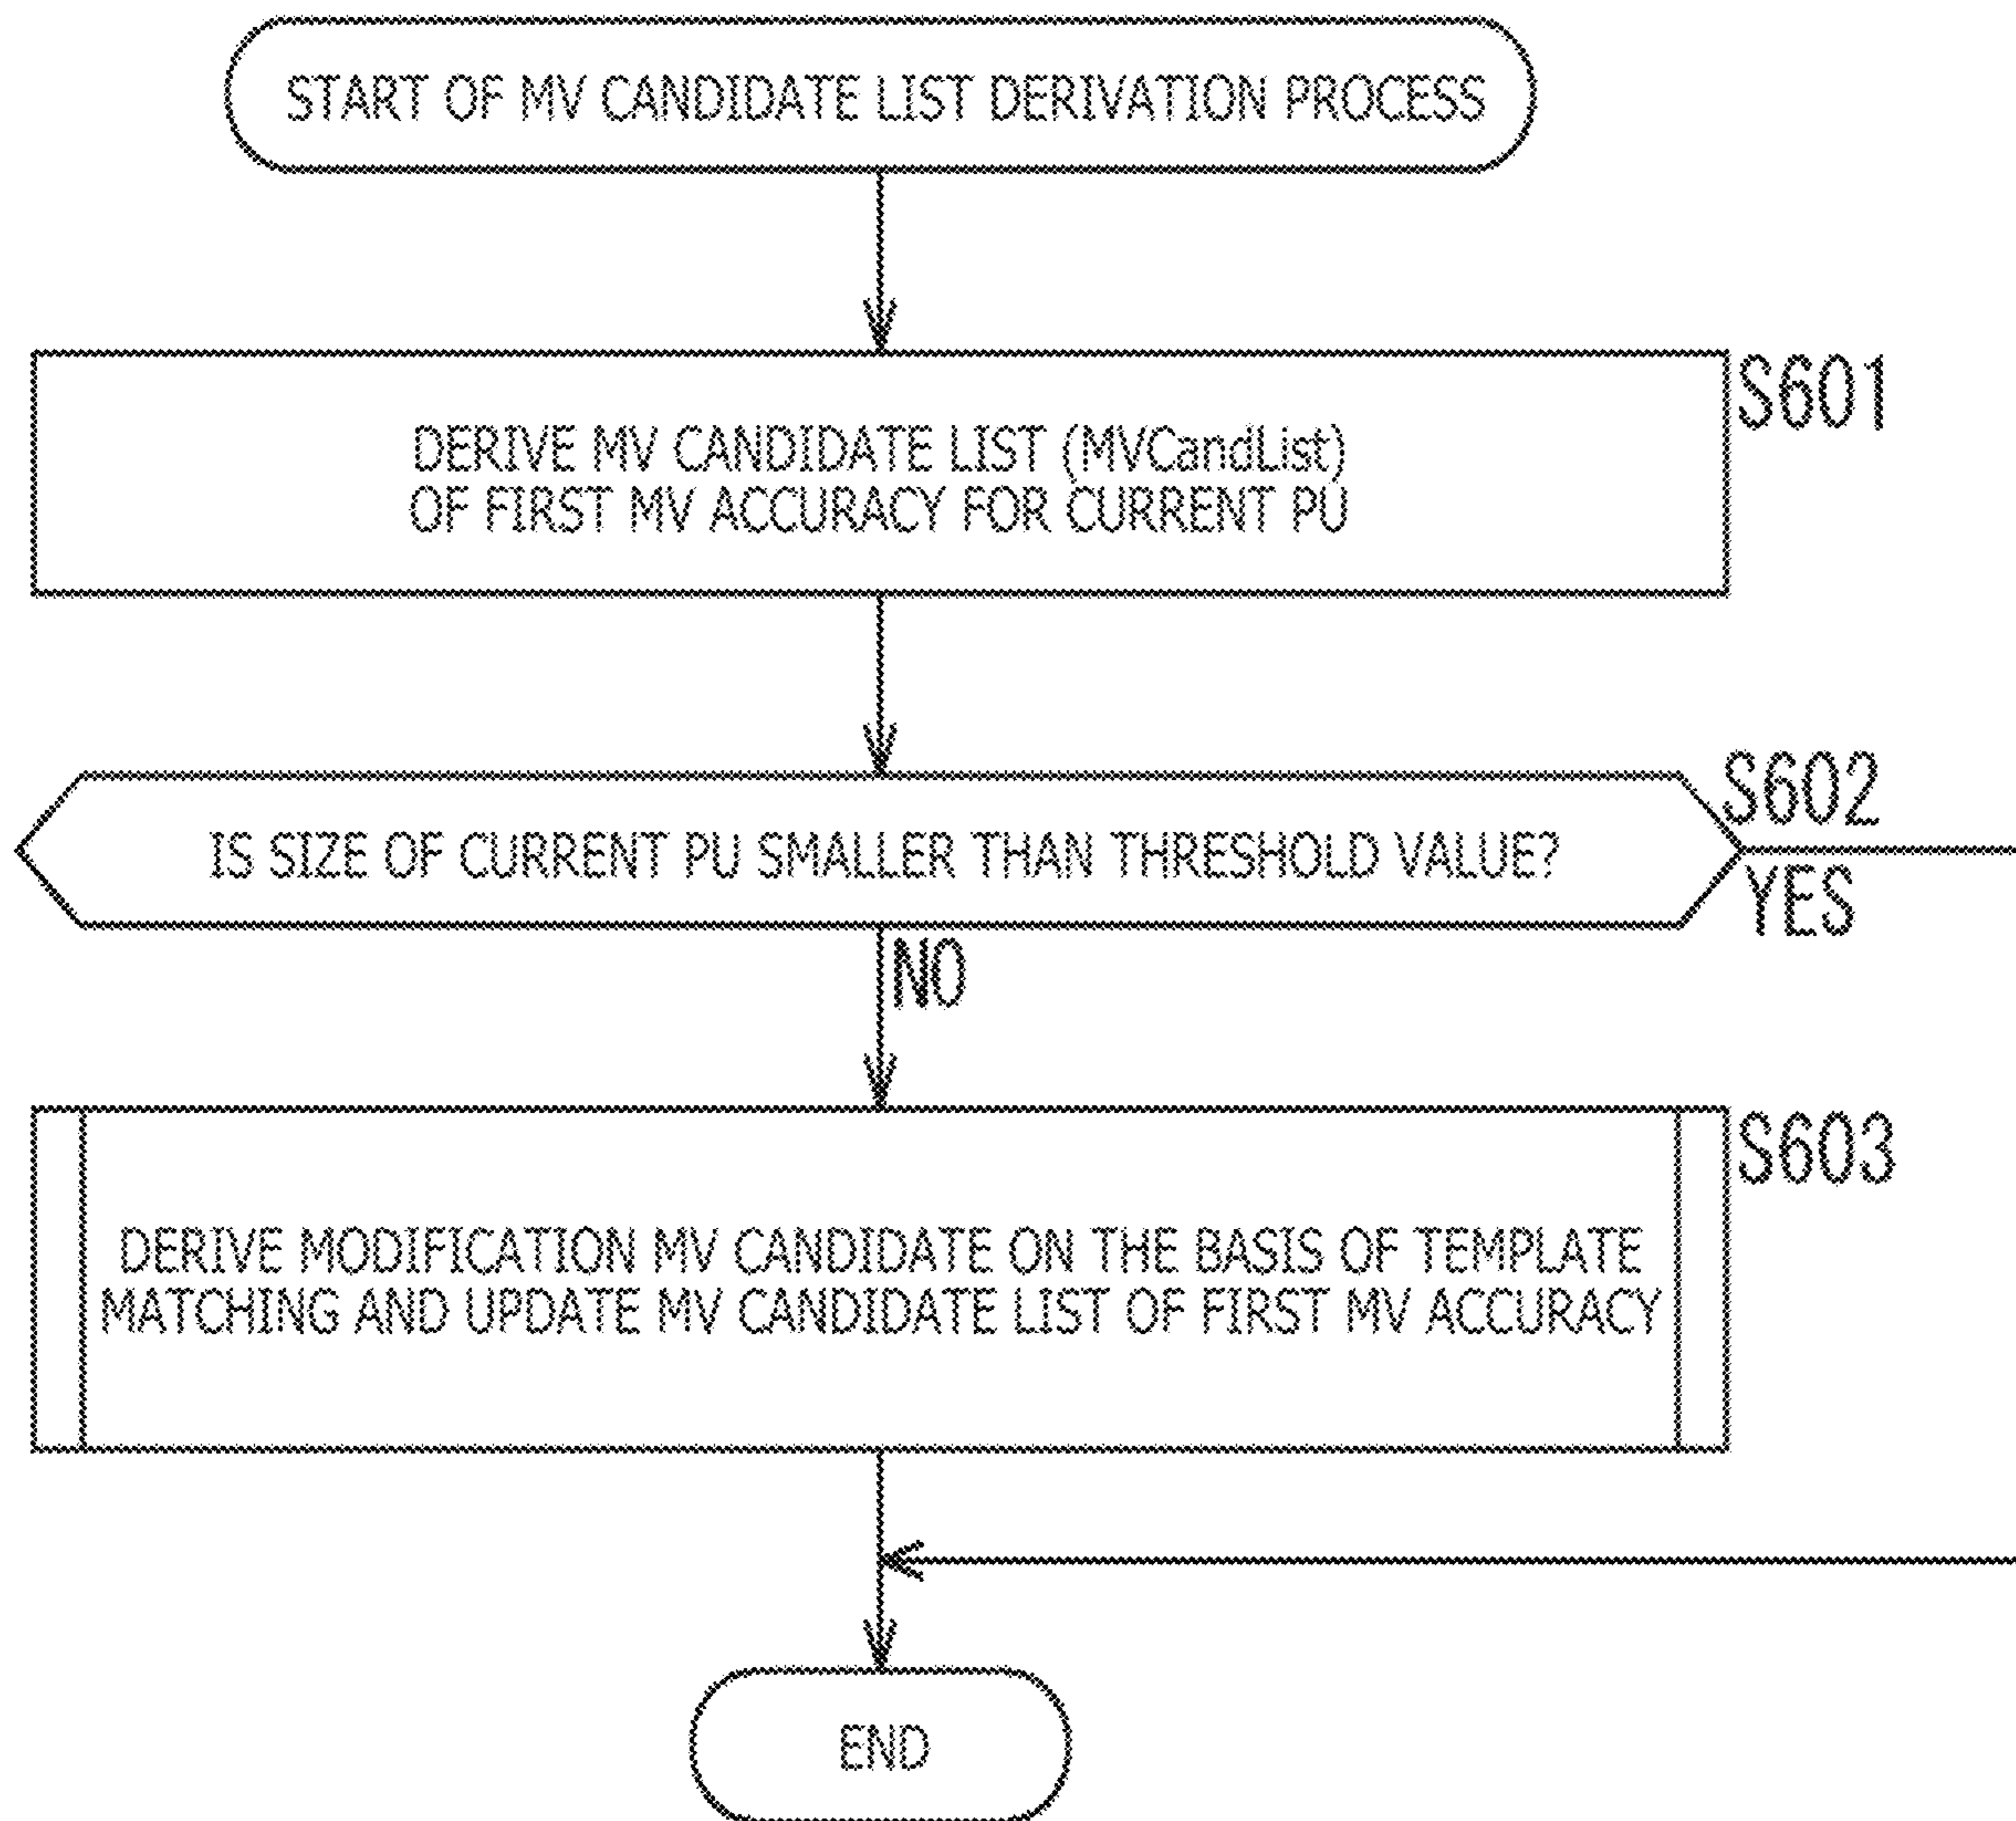 START OF MV CANDIDATE LIST DERIVATION PROCESS
S601
DERIVE MV CANDIDATE LIST (MVCandList)
OF FIRST MV ACCURACY FOR CURRENT PU
S602
IS SIZE OF CURRENT PU SMALLER THAN THRESHOLD VALUE?
YES
NO
S603
DERIVE MODIFICATION MV CANDIDATE ON THE BASIS OF TEMPLATE
MATCHING AND UPDATE MV CANDIDATE LIST OF FIRST MV ACCURACY
END